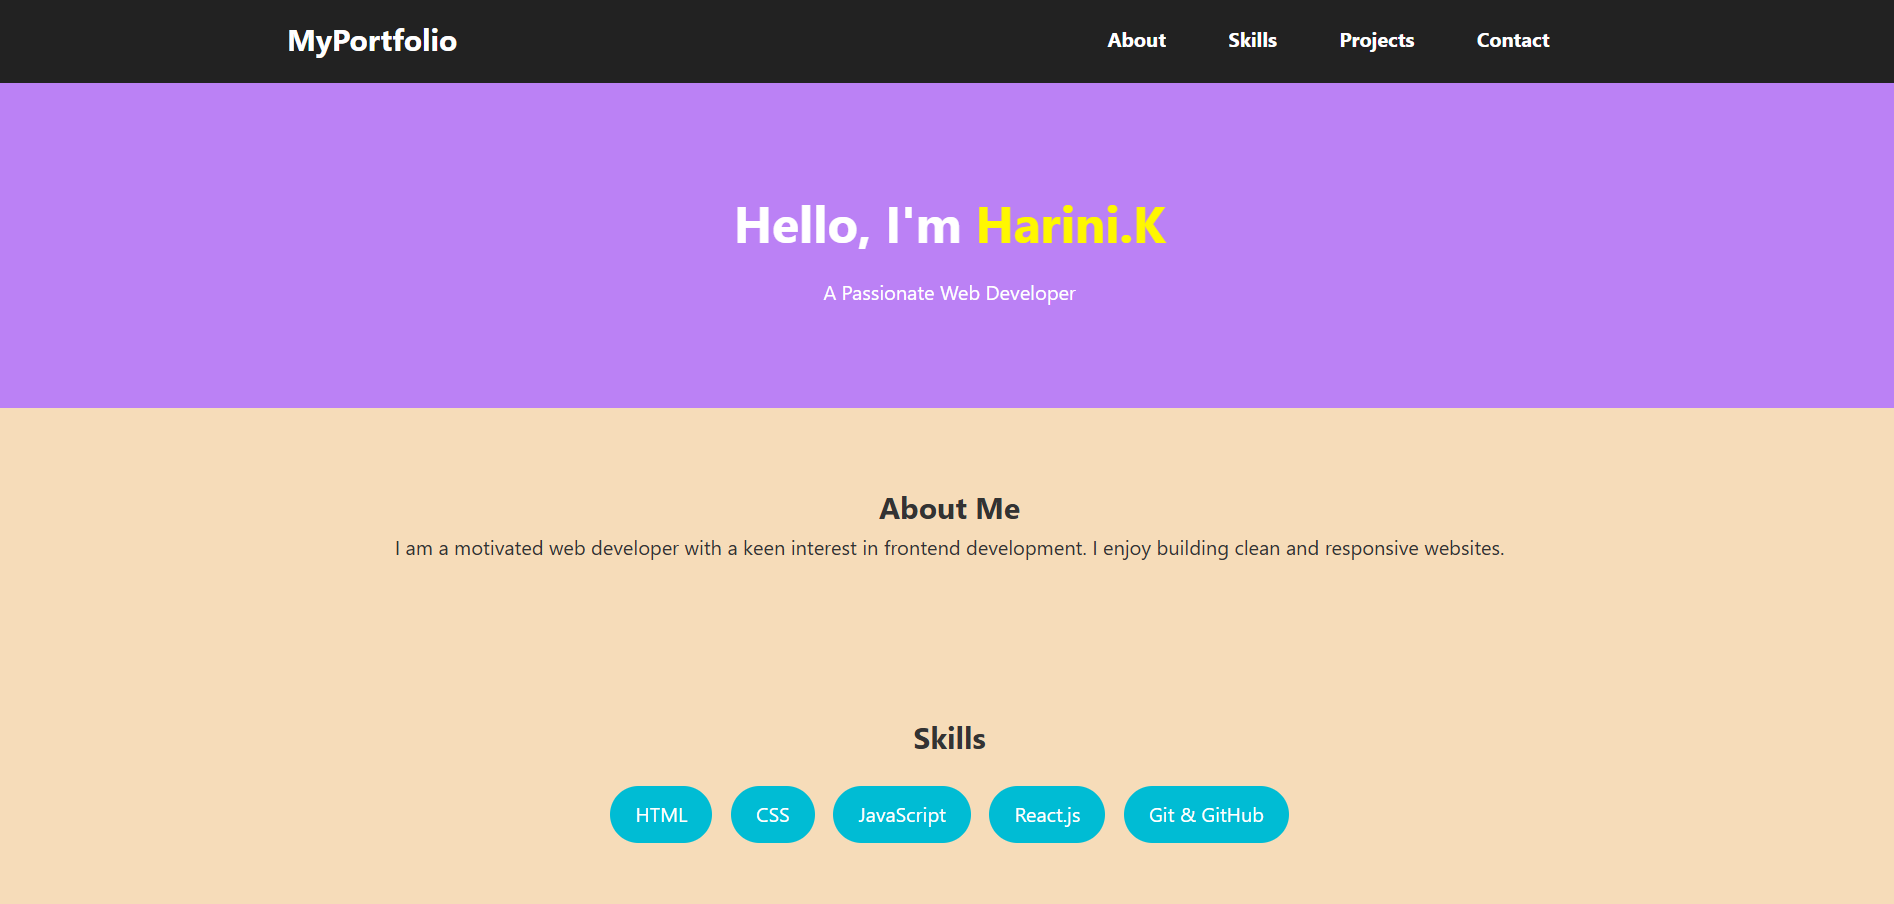 MyPortfolio
About Skills Projects Contact
Hello, I'm Harini.K
A Passionate Web Developer
About Me
I am a motivated web developer with a keen interest in frontend development. I enjoy building clean and responsive websites.
Skills
HTML CSS JavaScript React.js Git & GitHub